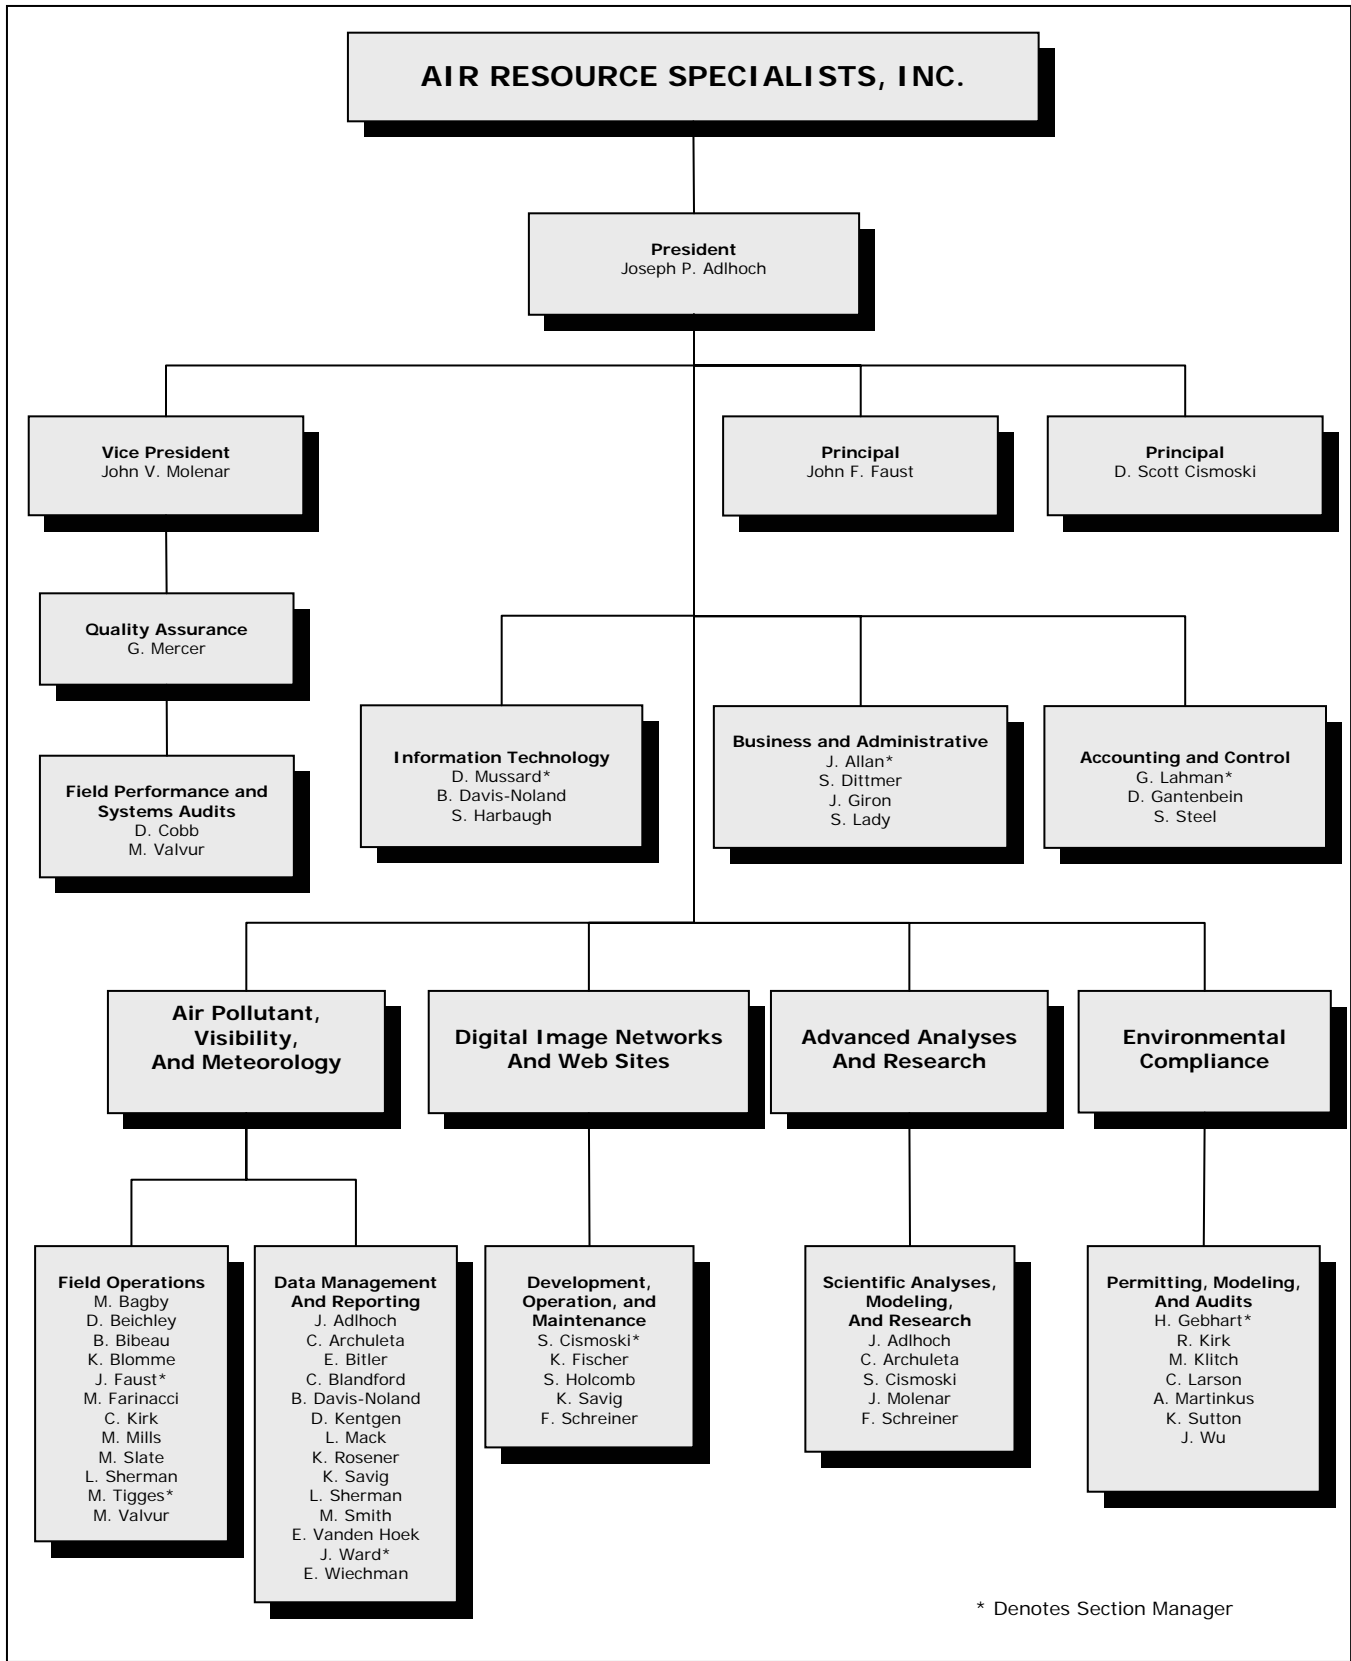 AIR RESOURCE SPECIALISTS, INC.
President
Joseph P. Adlhoch
Vice President
John V. Molenar
Principal
John F. Faust
Principal
D. Scott Cismoski
Quality Assurance
G. Mercer
Field Performance and
Systems Audits
D. Cobb
M. Valvur
Information Technology
D. Mussard*
B. Davis-Noland
S. Harbaugh
Business and Administrative
J. Allan*
S. Dittmer
J. Giron
S. Lady
Accounting and Control
G. Lahman*
D. Gantenbein
S. Steel
Air Pollutant,
Visibility,
And Meteorology
Digital Image Networks
And Web Sites
Advanced Analyses
And Research
Environmental
Compliance
Field Operations
M. Bagby
D. Beichley
B. Bibeau
K. Blomme
J. Faust*
M. Farinacci
C. Kirk
M. Mills
M. Slate
L. Sherman
M. Tigges*
M. Valvur
Data Management
And Reporting
J. Adlhoch
C. Archuleta
E. Bitler
C. Blandford
B. Davis-Noland
D. Kentgen
L. Mack
K. Rosener
K. Savig
L. Sherman
M. Smith
E. Vanden Hoek
J. Ward*
E. Wiechman
Development,
Operation, and
Maintenance
S. Cismoski*
K. Fischer
S. Holcomb
K. Savig
F. Schreiner
Scientific Analyses,
Modeling,
And Research
J. Adlhoch
C. Archuleta
S. Cismoski
J. Molenar
F. Schreiner
Permitting, Modeling,
And Audits
H. Gebhart*
R. Kirk
M. Klitch
C. Larson
A. Martinkus
K. Sutton
J. Wu
* Denotes Section Manager